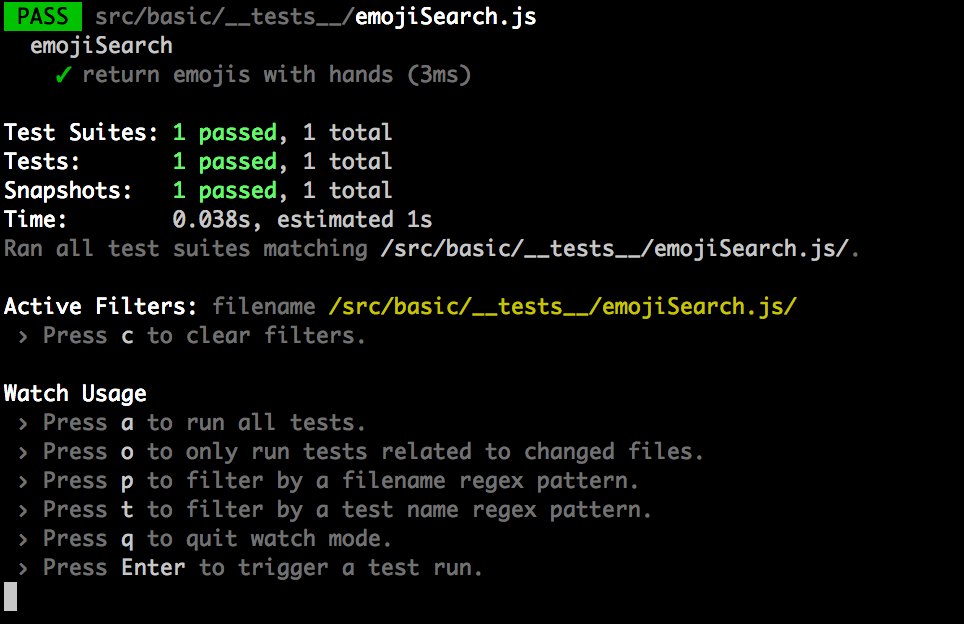 PASS src/basic/__tests__/emojiSearch.js
emojiSearch
✓ return emojis with hands (3ms)
Test Suites: 1 passed, 1 total
Tests: 1 passed, 1 total
Snapshots: 1 passed, 1 total
Time: 0.038s, estimated 1s
Ran all test suites matching /src/basic/__tests__/emojiSearch.js/.
Active Filters: filename /src/basic/__tests__/emojiSearch.js/
› Press c to clear filters.
Watch Usage
› Press a to run all tests.
› Press o to only run tests related to changed files.
› Press p to filter by a filename regex pattern.
› Press t to filter by a test name regex pattern.
› Press q to quit watch mode.
› Press Enter to trigger a test run.